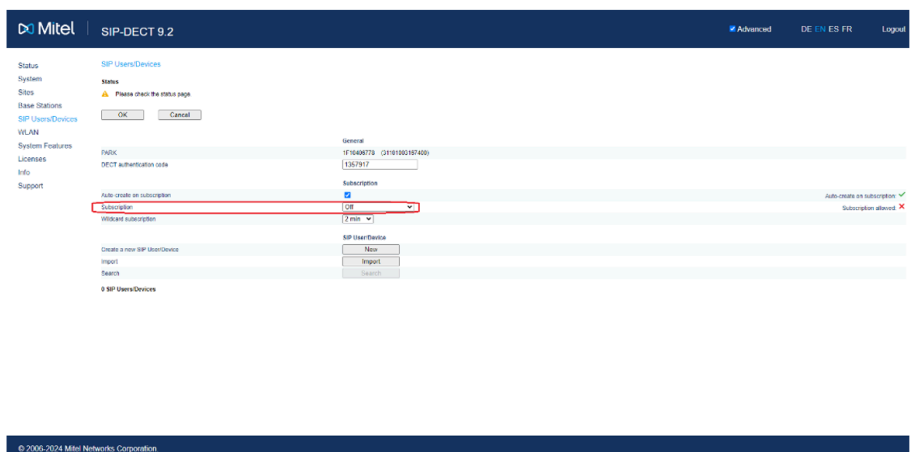 Mitel SIP-DECT 9.2 Advanced DE EN ES FR Logout
Status
System
Sites
Base Stations
SIP Users/Devices
WLAN
System Features
Licenses
Info
Support
SIP Users/Devices
Status
Please check the status page.
OK Cancel
General
PARK 1F10406778 (31101003167400)
DECT authentication code 1357917
Subscription
Auto-create on subscription Auto-create on subscription:
Subscription Off Subscription allowed:
Wildcard subscription 2 min
SIP User/Device
Create a new SIP User/Device New
Import Import
Search Search
0 SIP Users/Devices
© 2006-2024 Mitel Networks Corporation